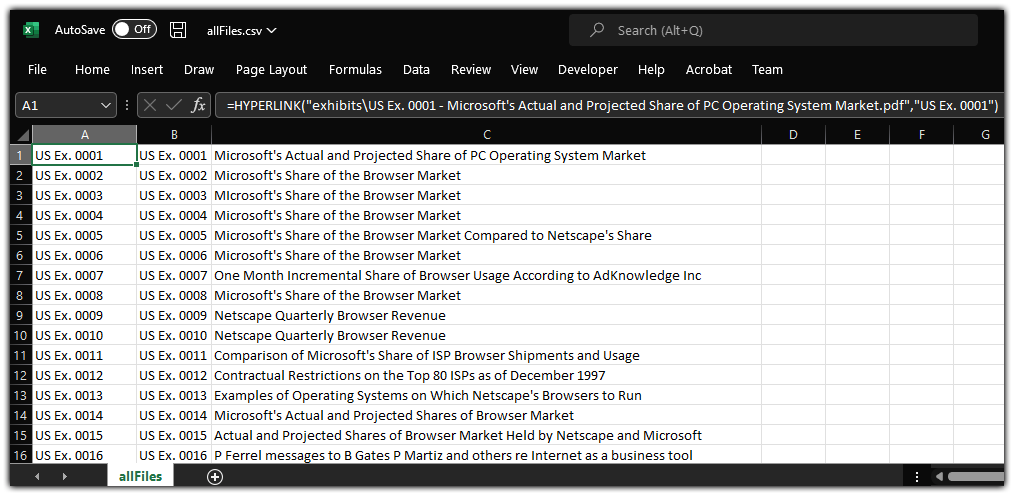 AutoSave Off allFiles.csv Search (Alt+Q)
File Home Insert Draw Page Layout Formulas Data Review View Developer Help Acrobat Team
A1 fx =HYPERLINK("exhibits\US Ex. 0001 - Microsoft's Actual and Projected Share of PC Operating System Market.pdf","US Ex. 0001")
A B C D E F G
1 US Ex. 0001 US Ex. 0001 Microsoft's Actual and Projected Share of PC Operating System Market
2 US Ex. 0002 US Ex. 0002 Microsoft's Share of the Browser Market
3 US Ex. 0003 US Ex. 0003 MIcrosoft's Share of the Browser Market
4 US Ex. 0004 US Ex. 0004 Microsoft's Share of the Browser Market
5 US Ex. 0005 US Ex. 0005 Microsoft's Share of the Browser Market Compared to Netscape's Share
6 US Ex. 0006 US Ex. 0006 Microsoft's Share of the Browser Market
7 US Ex. 0007 US Ex. 0007 One Month Incremental Share of Browser Usage According to AdKnowledge Inc
8 US Ex. 0008 US Ex. 0008 Microsoft's Share of the Browser Market
9 US Ex. 0009 US Ex. 0009 Netscape Quarterly Browser Revenue
10 US Ex. 0010 US Ex. 0010 Netscape Quarterly Browser Revenue
11 US Ex. 0011 US Ex. 0011 Comparison of Microsoft's Share of ISP Browser Shipments and Usage
12 US Ex. 0012 US Ex. 0012 Contractual Restrictions on the Top 80 ISPs as of December 1997
13 US Ex. 0013 US Ex. 0013 Examples of Operating Systems on Which Netscape's Browsers to Run
14 US Ex. 0014 US Ex. 0014 Microsoft's Actual and Projected Shares of Browser Market
15 US Ex. 0015 US Ex. 0015 Actual and Projected Shares of Browser Market Held by Netscape and Microsoft
16 US Ex. 0016 US Ex. 0016 P Ferrel messages to B Gates P Martiz and others re Internet as a business tool
allFiles